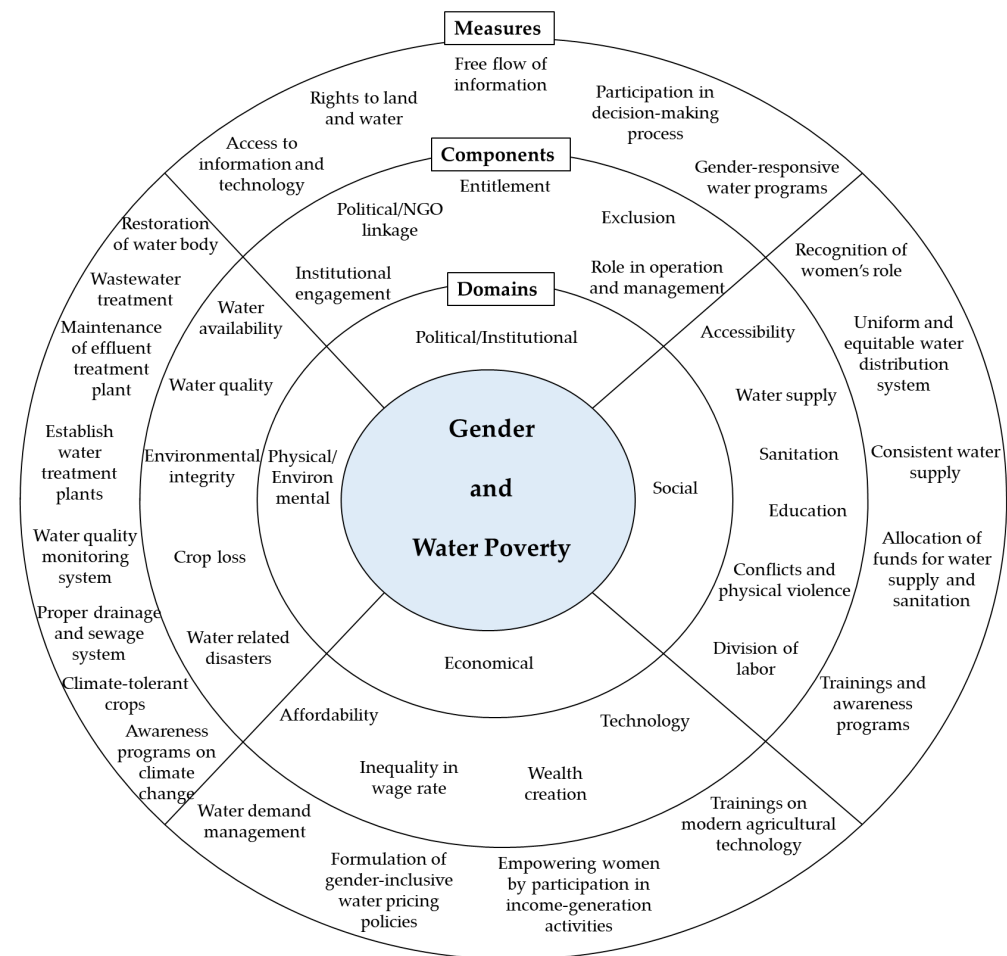 Measures
Free flow of
information
Rights to land
and water
Participation in
decision-making
process
Access to
information and
technology
Gender-responsive
water programs
Components
Entitlement
Political/NGO
linkage
Exclusion
Institutional
engagement
Role in operation
and management
Domains
Political/Institutional
Restoration
of water body
Wastewater
treatment
Maintenance
of effluent
treatment
plant
Establish
water
treatment
plants
Water quality
monitoring
system
Proper drainage
and sewage
system
Climate-tolerant
crops
Awareness
programs on
climate
change
Water
availability
Water quality
Environmental
integrity
Crop loss
Water related
disasters
Physical/
Environ
mental
Gender
and
Water Poverty
Social
Accessibility
Water supply
Sanitation
Education
Conflicts and
physical violence
Division of
labor
Recognition of
women’s role
Uniform and
equitable water
distribution
system
Consistent water
supply
Allocation of
funds for water
supply and
sanitation
Trainings and
awareness
programs
Economical
Affordability
Technology
Inequality in
wage rate
Wealth
creation
Water demand
management
Formulation of
gender-inclusive
water pricing
policies
Empowering women
by participation in
income-generation
activities
Trainings on
modern agricultural
technology